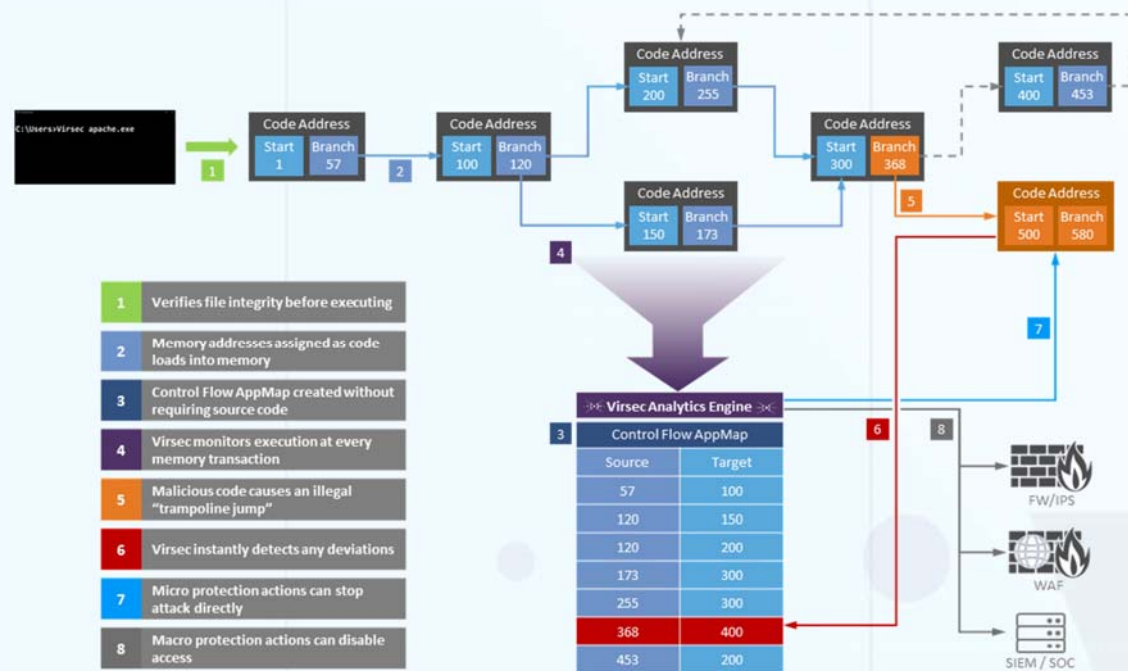 C:\Users>Virsec apache.exe
1
Code Address
Start Branch
1 57
2
Code Address
Start Branch
100 120
Code Address
Start Branch
200 255
Code Address
Start Branch
150 173
Code Address
Start Branch
300 368
Code Address
Start Branch
400 453
5
Code Address
Start Branch
500 580
4
7
1 Verifies file integrity before executing
2 Memory addresses assigned as code
loads into memory
3 Control Flow AppMap created without
requiring source code
4 Virsec monitors execution at every
memory transaction
5 Malicious code causes an illegal
“trampoline jump”
6 Virsec instantly detects any deviations
7 Micro protection actions can stop
attack directly
8 Macro protection actions can disable
access
Virsec Analytics Engine
3
Control Flow AppMap
Source Target
57 100
120 150
120 200
173 300
255 300
368 400
453 200
6
8
FW/IPS
WAF
SIEM / SOC